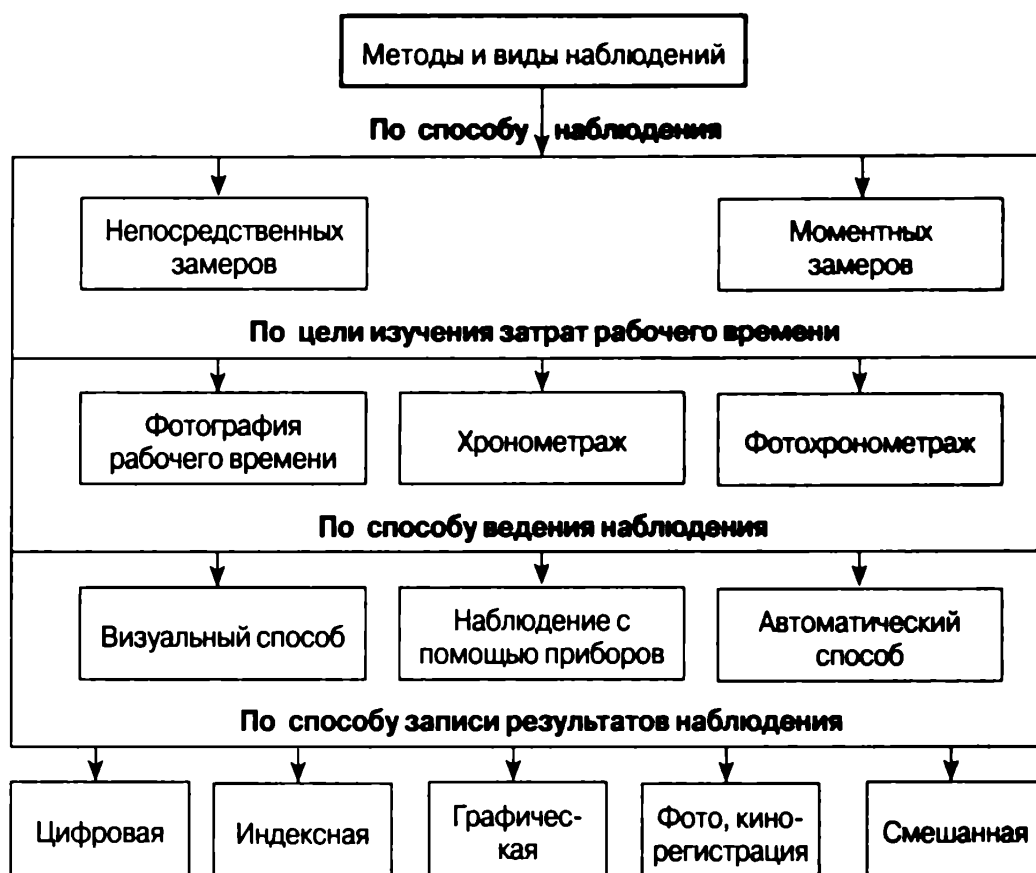 Методы и виды наблюдений
По способу наблюдения
Непосредственных
замеров
Моментных
замеров
По цели изучения затрат рабочего времени
Фотография
рабочего времени
Хронометраж
Фотохронометраж
По способу ведения наблюдения
Визуальный способ
Наблюдение с
помощью приборов
Автоматический
способ
По способу записи результатов наблюдения
Цифровая
Индексная
Графичес-
кая
Фото, кино-
регистрация
Смешанная